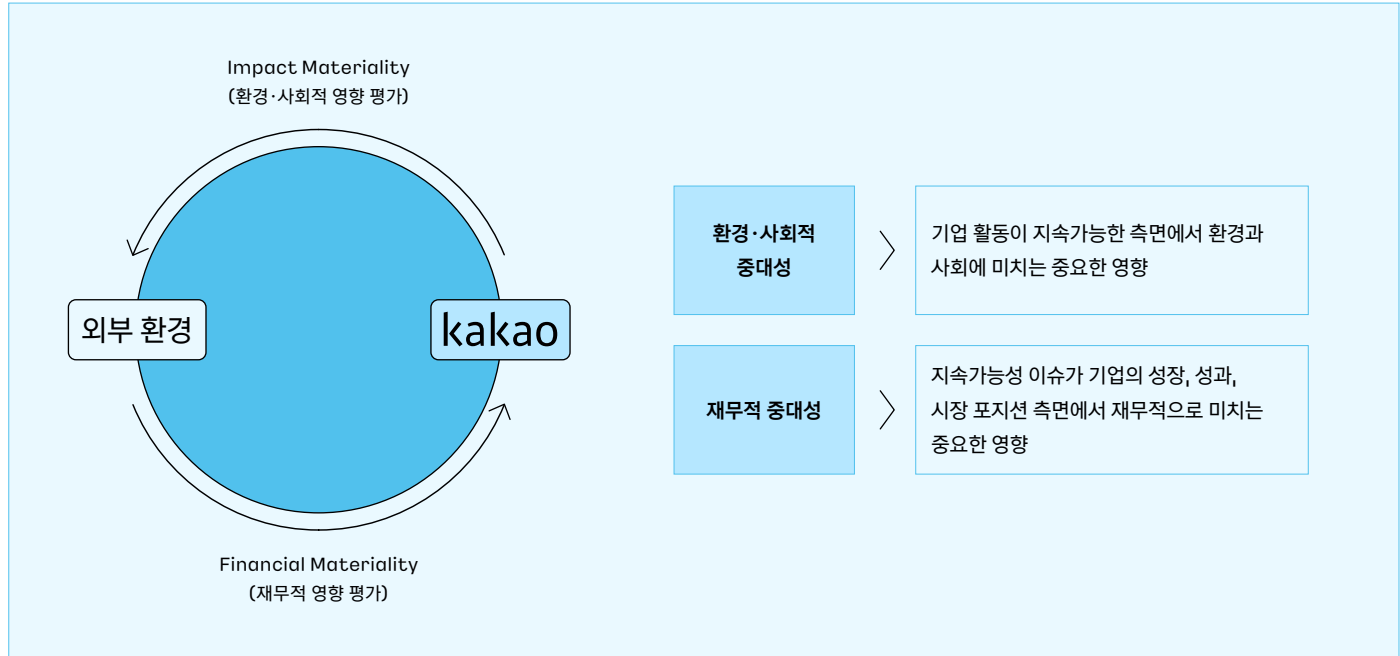 Impact Materiality
(환경·사회적 영향 평가)
외부 환경
kakao
Financial Materiality
(재무적 영향 평가)
환경·사회적
중대성
기업 활동이 지속가능한 측면에서 환경과
사회에 미치는 중요한 영향
재무적 중대성
지속가능성 이슈가 기업의 성장, 성과,
시장 포지션 측면에서 재무적으로 미치는
중요한 영향